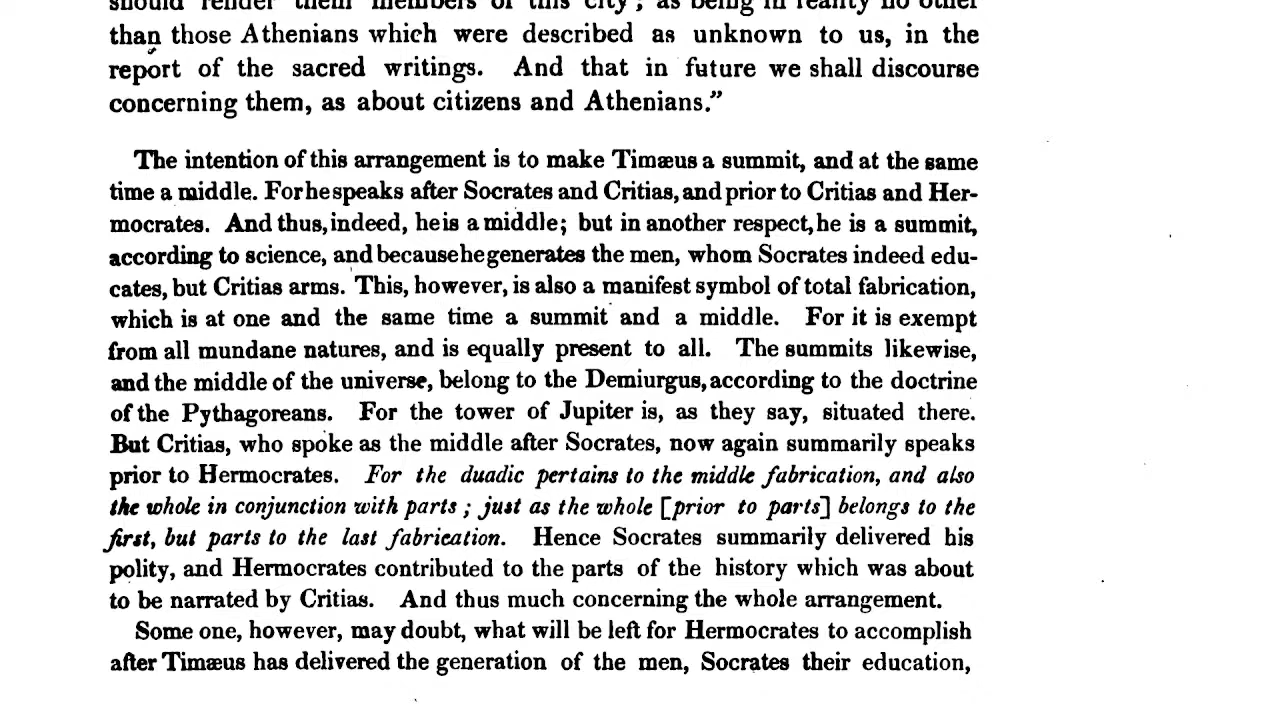 should render them members of this city; as being in reality no other
than those Athenians which were described as unknown to us, in the
report of the sacred writings. And that in future we shall discourse
concerning them, as about citizens and Athenians.”
The intention of this arrangement is to make Timæus a summit, and at the same
time a middle. For he speaks after Socrates and Critias, and prior to Critias and Her-
mocrates. And thus, indeed, he is a middle; but in another respect, he is a summit,
according to science, and because he generates the men, whom Socrates indeed edu-
cates, but Critias arms. This, however, is also a manifest symbol of total fabrication,
which is at one and the same time a summit and a middle. For it is exempt
from all mundane natures, and is equally present to all. The summits likewise,
and the middle of the universe, belong to the Demiurgus, according to the doctrine
of the Pythagoreans. For the tower of Jupiter is, as they say, situated there.
But Critias, who spoke as the middle after Socrates, now again summarily speaks
prior to Hermocrates. For the duadic pertains to the middle fabrication, and also
the whole in conjunction with parts; just as the whole [prior to parts] belongs to the
first, but parts to the last fabrication. Hence Socrates summarily delivered his
polity, and Hermocrates contributed to the parts of the history which was about
to be narrated by Critias. And thus much concerning the whole arrangement.
Some one, however, may doubt, what will be left for Hermocrates to accomplish
after Timæus has delivered the generation of the men, Socrates their education,